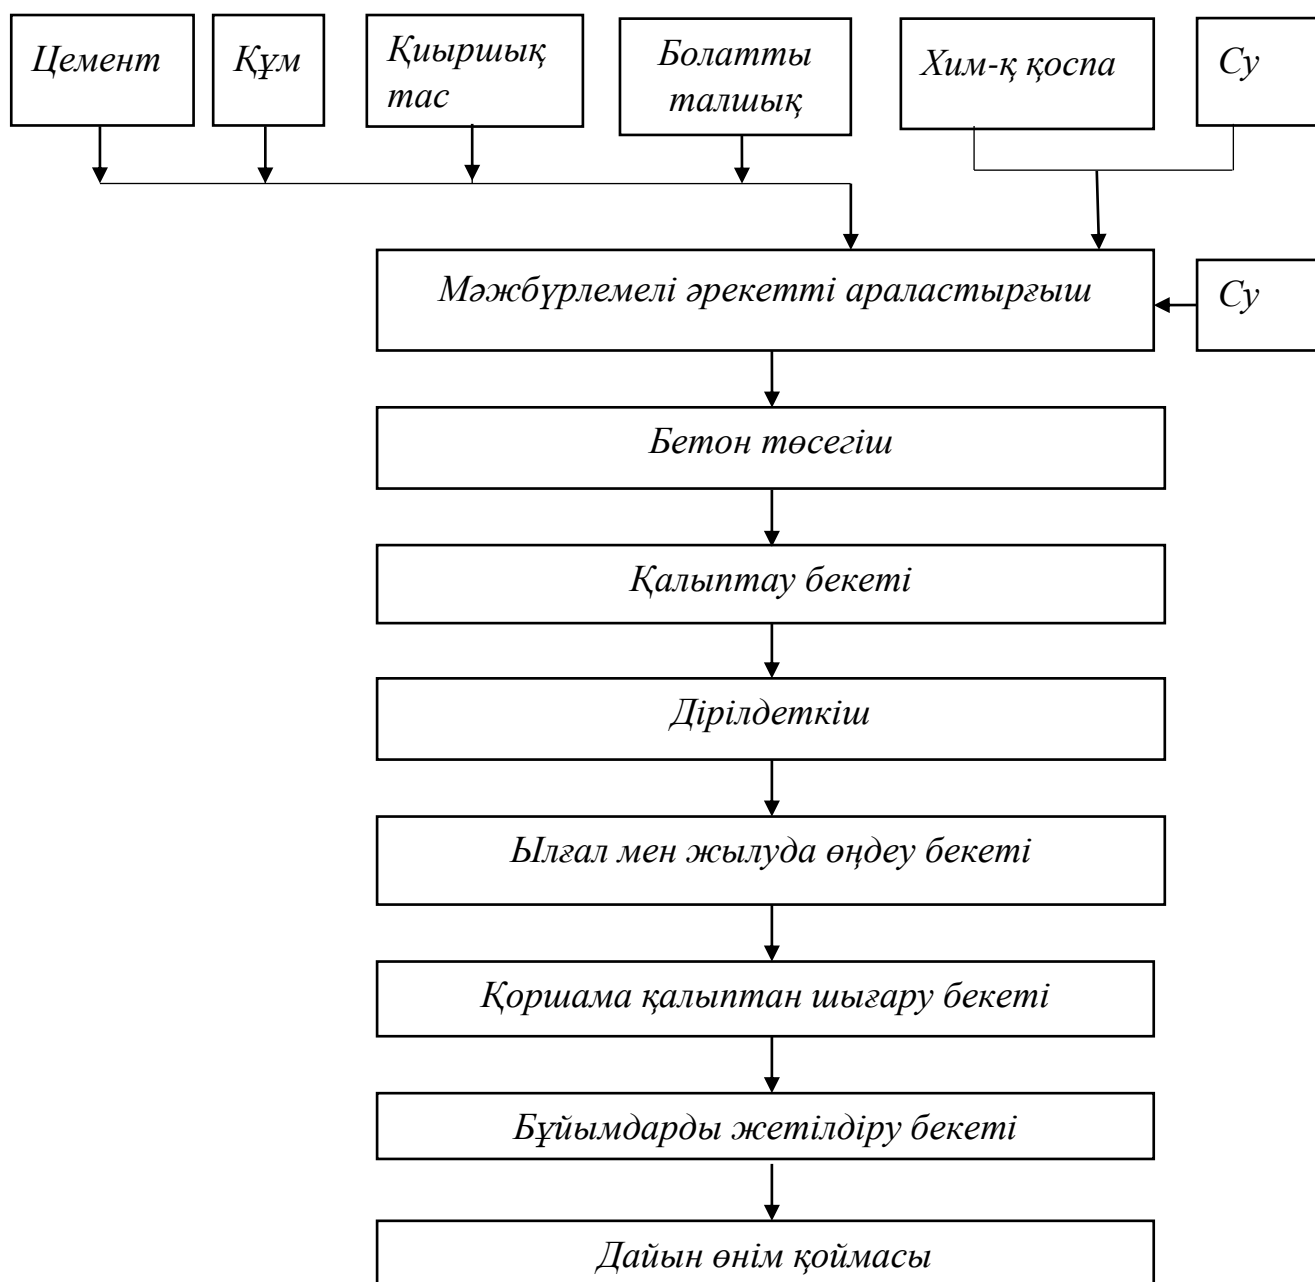 Цемент
Құм
Қиыршық
тас
Болатты
талшық
Хим-қ қоспа
Су
Мәжбүрлемелі әрекетті араластырғыш
Су
Бетон төсегіш
Қалыптау бекеті
Дірілдеткіш
Ылғал мен жылуда өңдеу бекеті
Қоршама қалыптан шығару бекеті
Бұйымдарды жетілдіру бекеті
Дайын өнім қоймасы